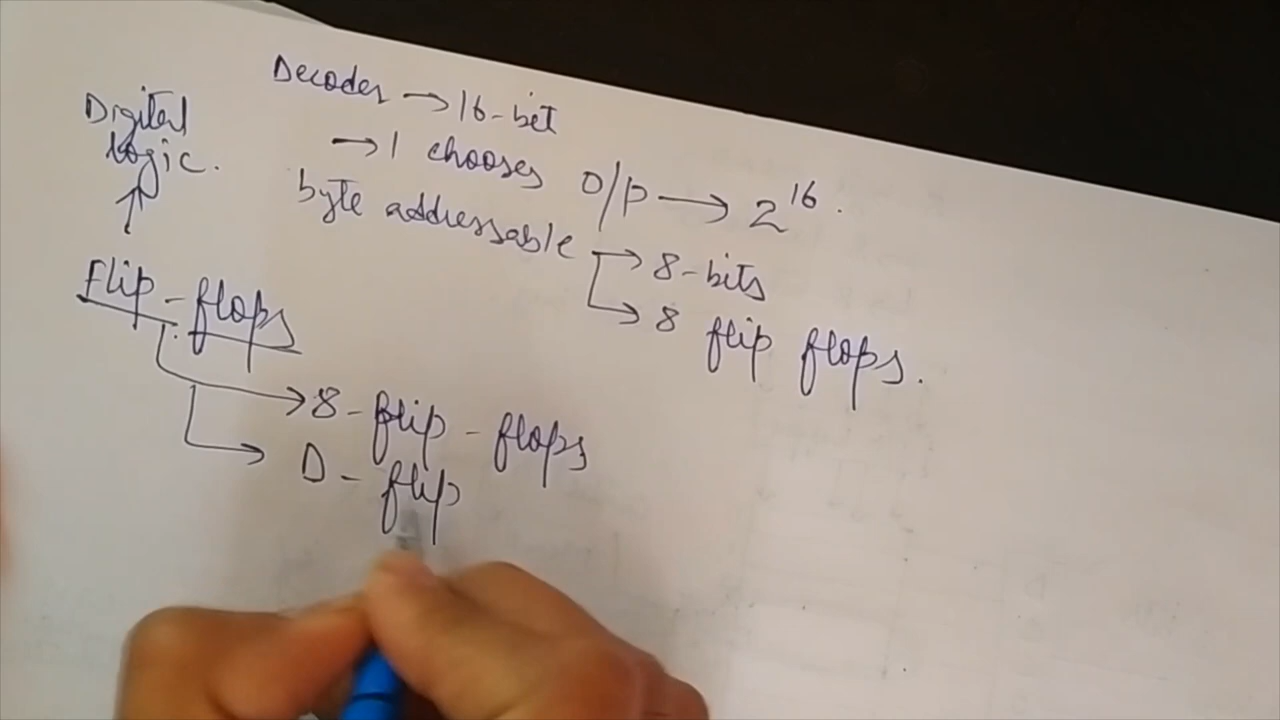 Decoder → 16-bit
→ 1 chooses O/P → 2^16.
byte addressable → 8-bits
→ 8 flip flops.
Digital
logic.
↑
Flip-flops
→ 8-flip-flops
→ D-flip